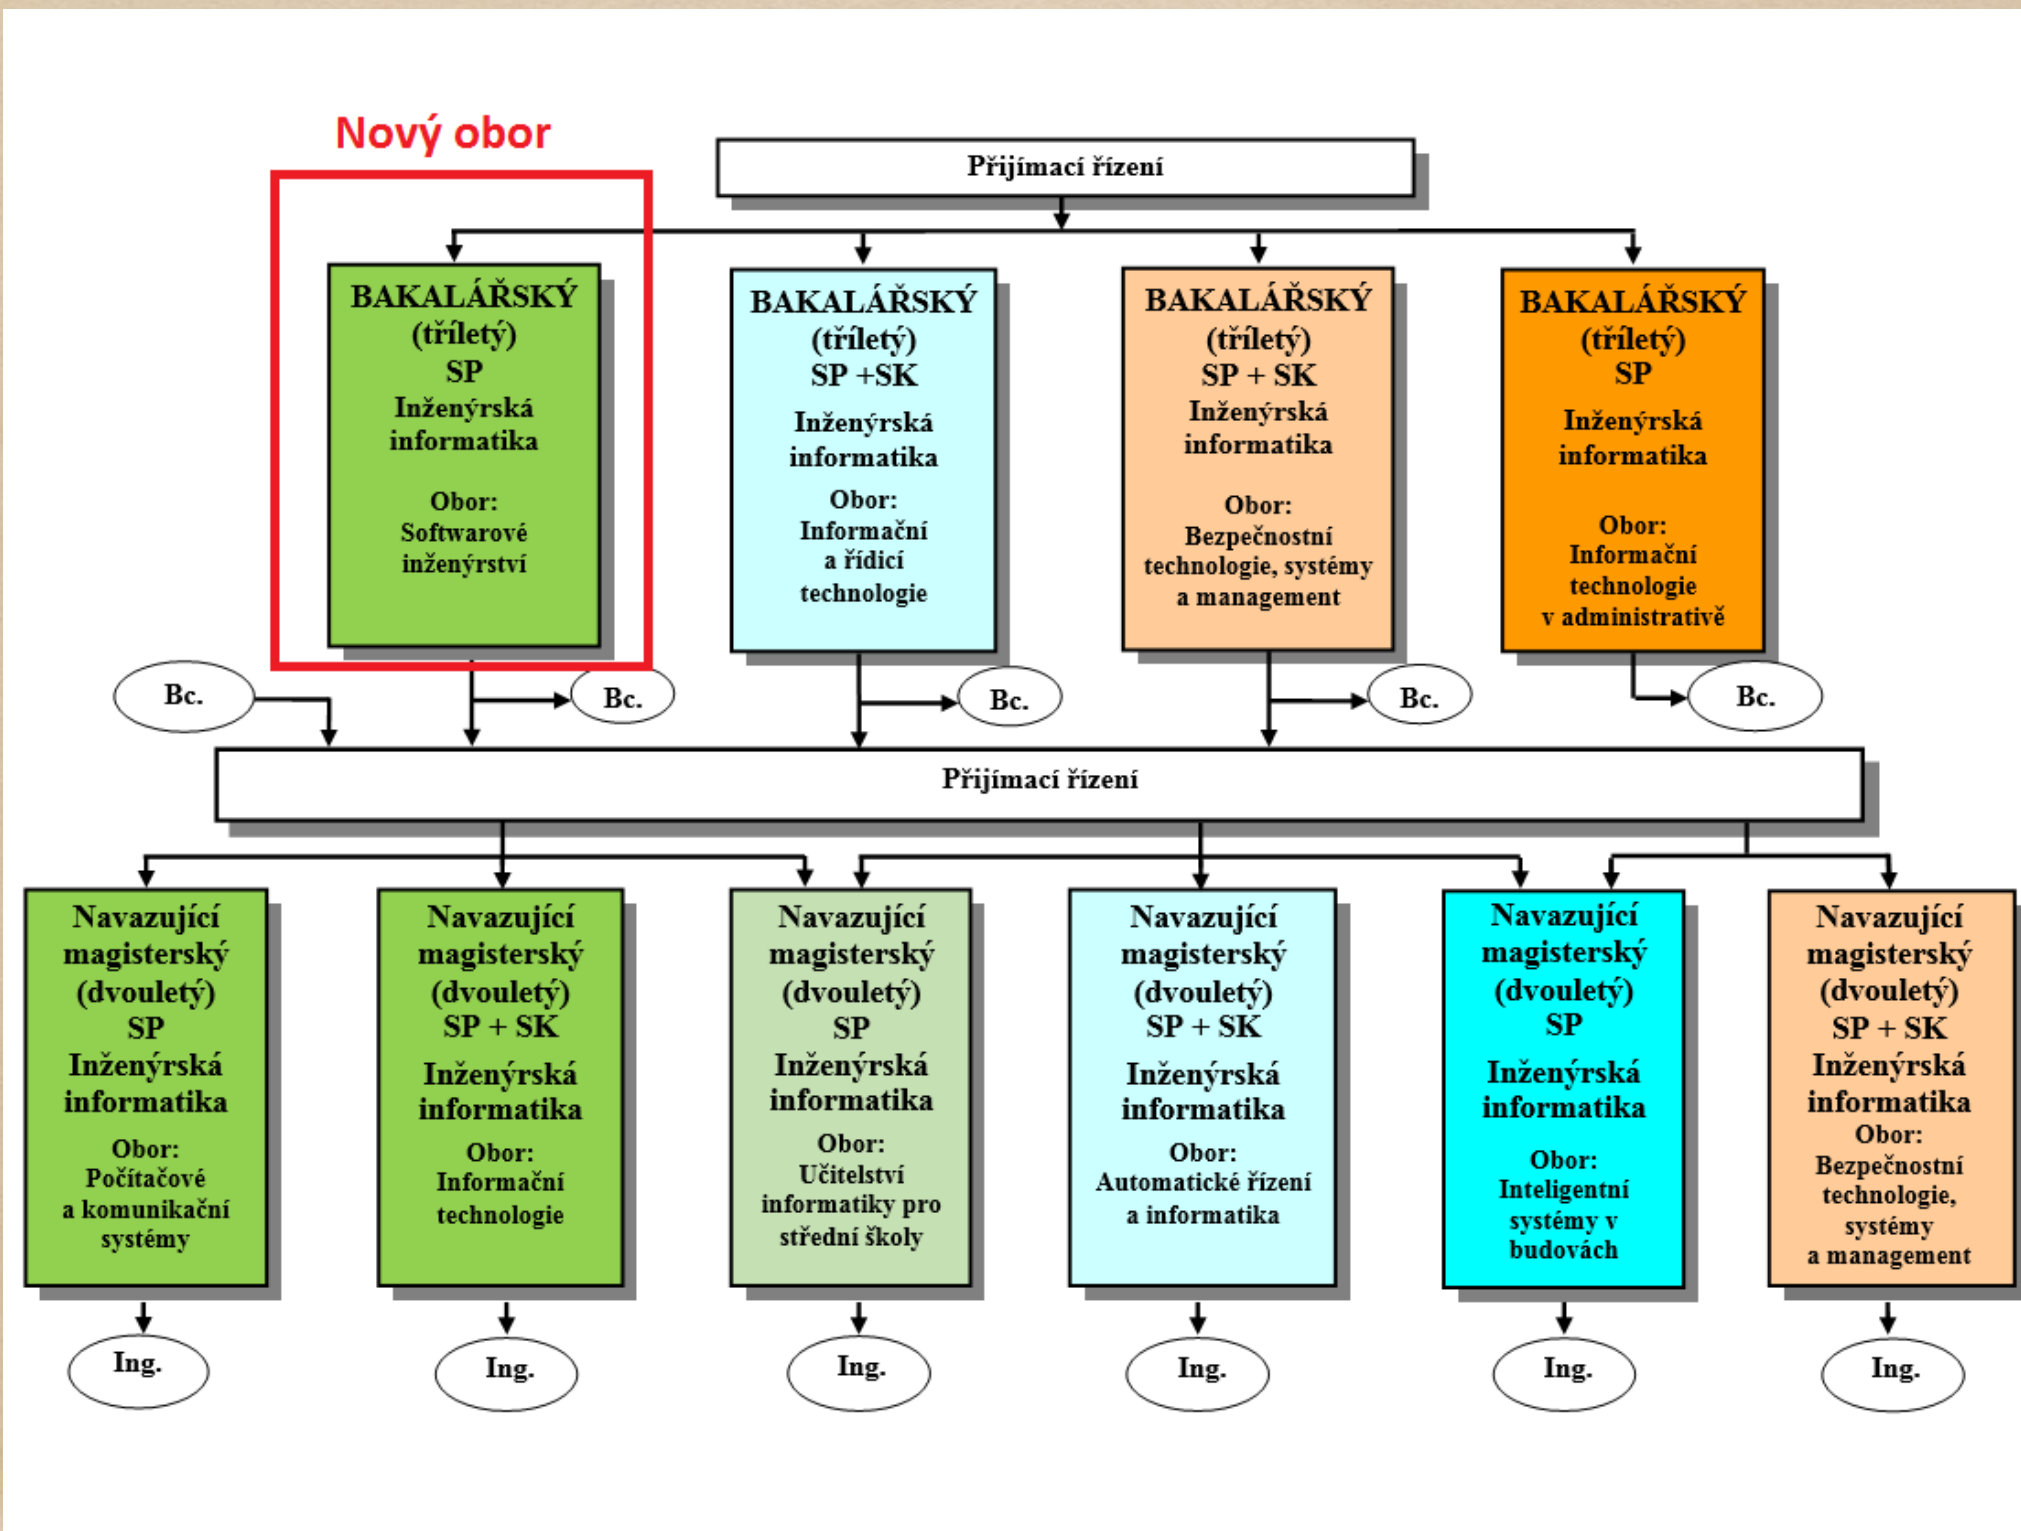 Nový obor
Přijímací řízení
BAKALÁŘSKÝ
(tříletý)
SP
Inženýrská
informatika
Obor:
Softwarové
inženýrství
BAKALÁŘSKÝ
(tříletý)
SP +SK
Inženýrská
informatika
Obor:
Informační
a řídicí
technologie
BAKALÁŘSKÝ
(tříletý)
SP + SK
Inženýrská
informatika
Obor:
Bezpečnostní
technologie, systémy
a management
BAKALÁŘSKÝ
(tříletý)
SP
Inženýrská
informatika
Obor:
Informační
technologie
v administrativě
Bc.
Bc.
Bc.
Bc.
Bc.
Přijímací řízení
Navazující
magisterský
(dvouletý)
SP
Inženýrská
informatika
Obor:
Počítačové
a komunikační
systémy
Navazující
magisterský
(dvouletý)
SP + SK
Inženýrská
informatika
Obor:
Informační
technologie
Navazující
magisterský
(dvouletý)
SP
Inženýrská
informatika
Obor:
Učitelství
informatiky pro
střední školy
Navazující
magisterský
(dvouletý)
SP + SK
Inženýrská
informatika
Obor:
Automatické řízení
a informatika
Navazující
magisterský
(dvouletý)
SP
Inženýrská
informatika
Obor:
Inteligentní
systémy v
budovách
Navazující
magisterský
(dvouletý)
SP + SK
Inženýrská
informatika
Obor:
Bezpečnostní
technologie,
systémy
a management
Ing.
Ing.
Ing.
Ing.
Ing.
Ing.